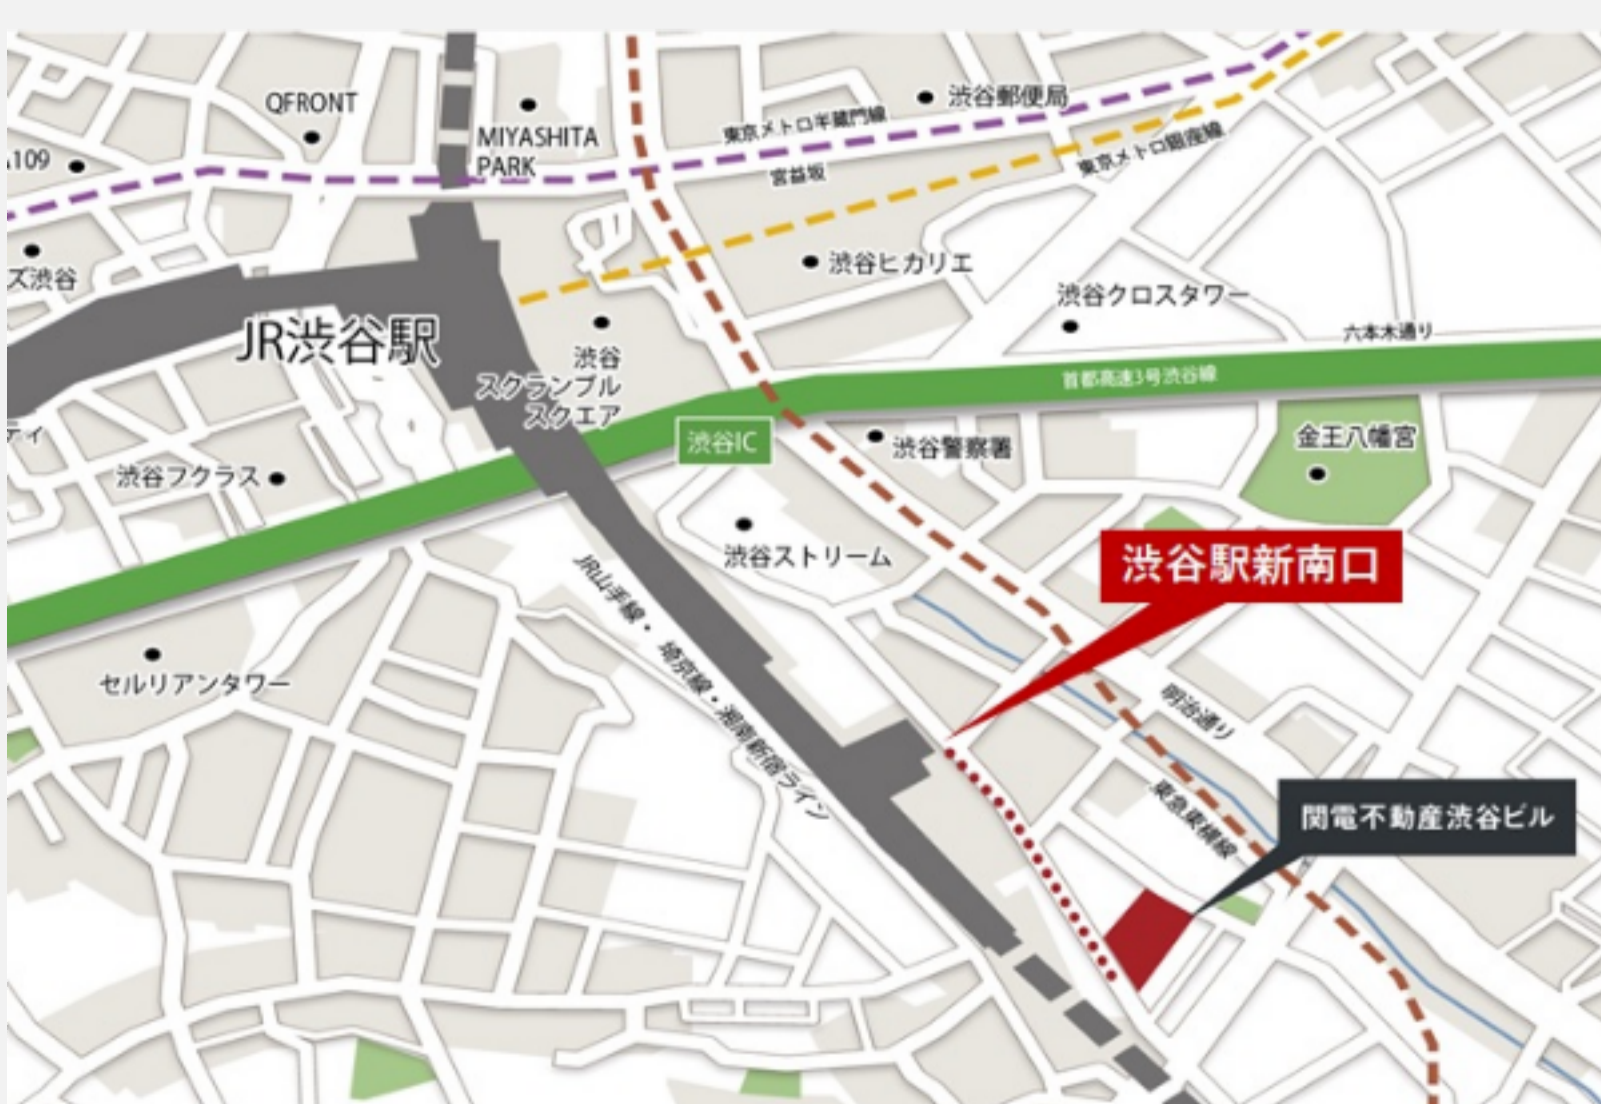 QFRONT
109
MIYASHITA
PARK
渋谷郵便局
東京メトロ半蔵門線
宮益坂
東京メトロ銀座線
ズ渋谷
渋谷ヒカリエ
渋谷クロスタワー
JR渋谷駅
渋谷
スクランブル
スクエア
六本木通り
首都高速3号渋谷線
渋谷IC
ティ
渋谷フクラス
渋谷警察署
金王八幡宮
渋谷ストリーム
渋谷駅新南口
JR山手線・埼京線・湘南新宿ライン
セルリアンタワー
明治通り
東急東横線
関電不動産渋谷ビル